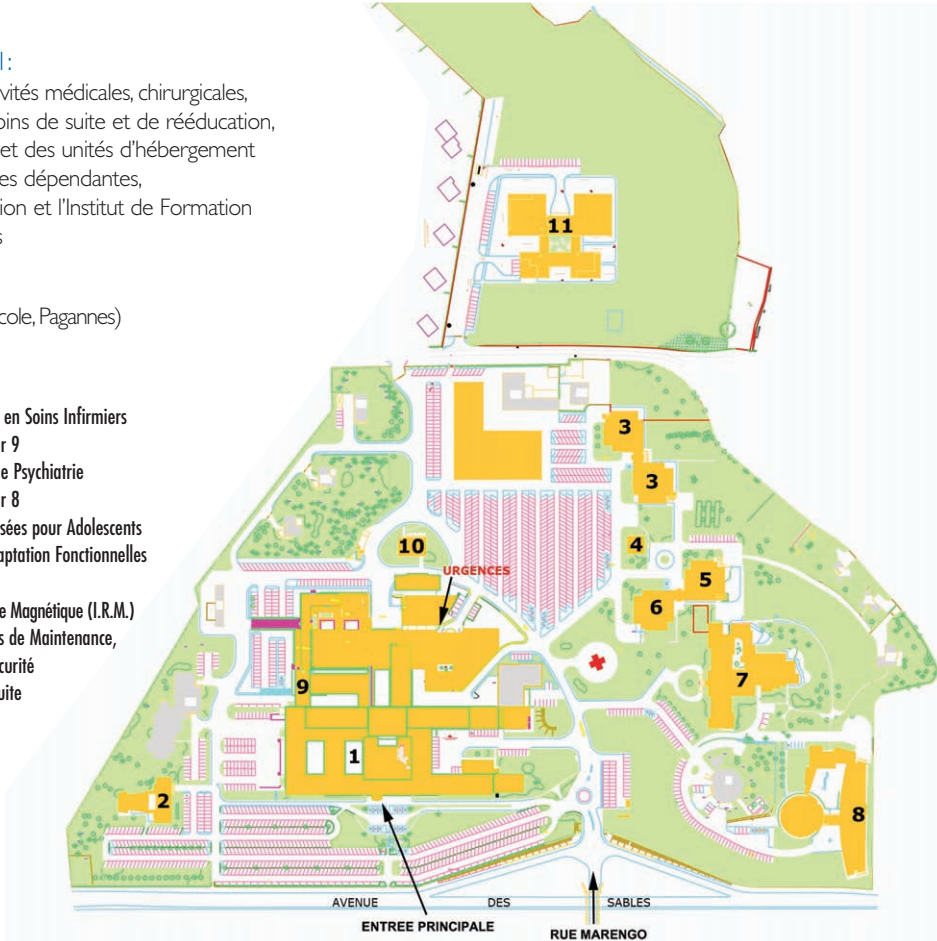 l :
vités médicales, chirurgicales,
oins de suite et de rééducation,
et des unités d'hébergement
es dépendantes,
ion et l'Institut de Formation
s
cole, Pagannes)
en Soins Infirmiers
r 9
e Psychiatrie
r 8
sées pour Adolescents
aptation Fonctionnelles
e Magnétique (I.R.M.)
s de Maintenance,
curité
uite
11
3
3
4
10
URGENCES
5
6
7
9
1
2
8
AVENUE DES SABLES
ENTREE PRINCIPALE
RUE MARENGO